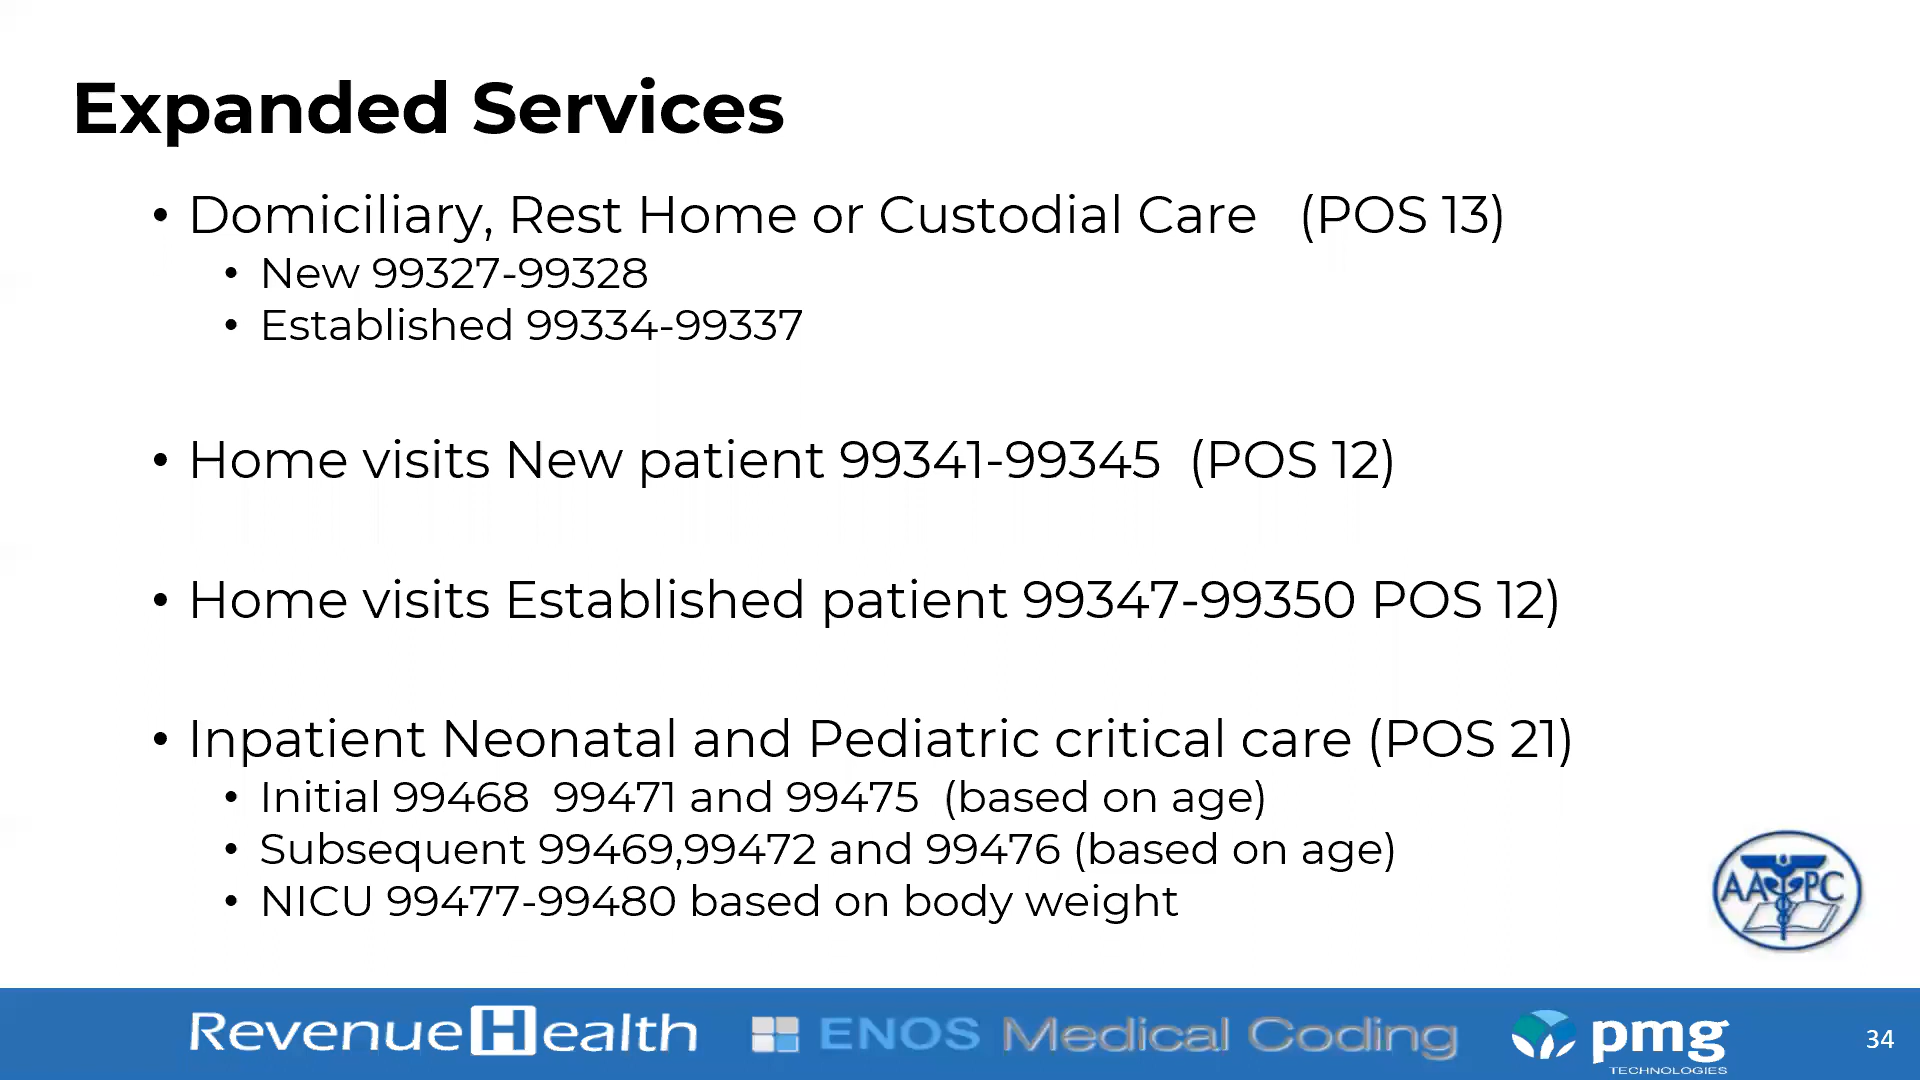 Expanded Services
• Domiciliary, Rest Home or Custodial Care (POS 13)
• New 99327-99328
• Established 99334-99337
• Home visits New patient 99341-99345 (POS 12)
• Home visits Established patient 99347-99350 POS 12)
• Inpatient Neonatal and Pediatric critical care (POS 21)
• Initial 99468 99471 and 99475 (based on age)
• Subsequent 99469,99472 and 99476 (based on age)
• NICU 99477-99480 based on body weight
AAPC
RevenueHealth
ENOS Medical Coding
pmg
TECHNOLOGIES
34